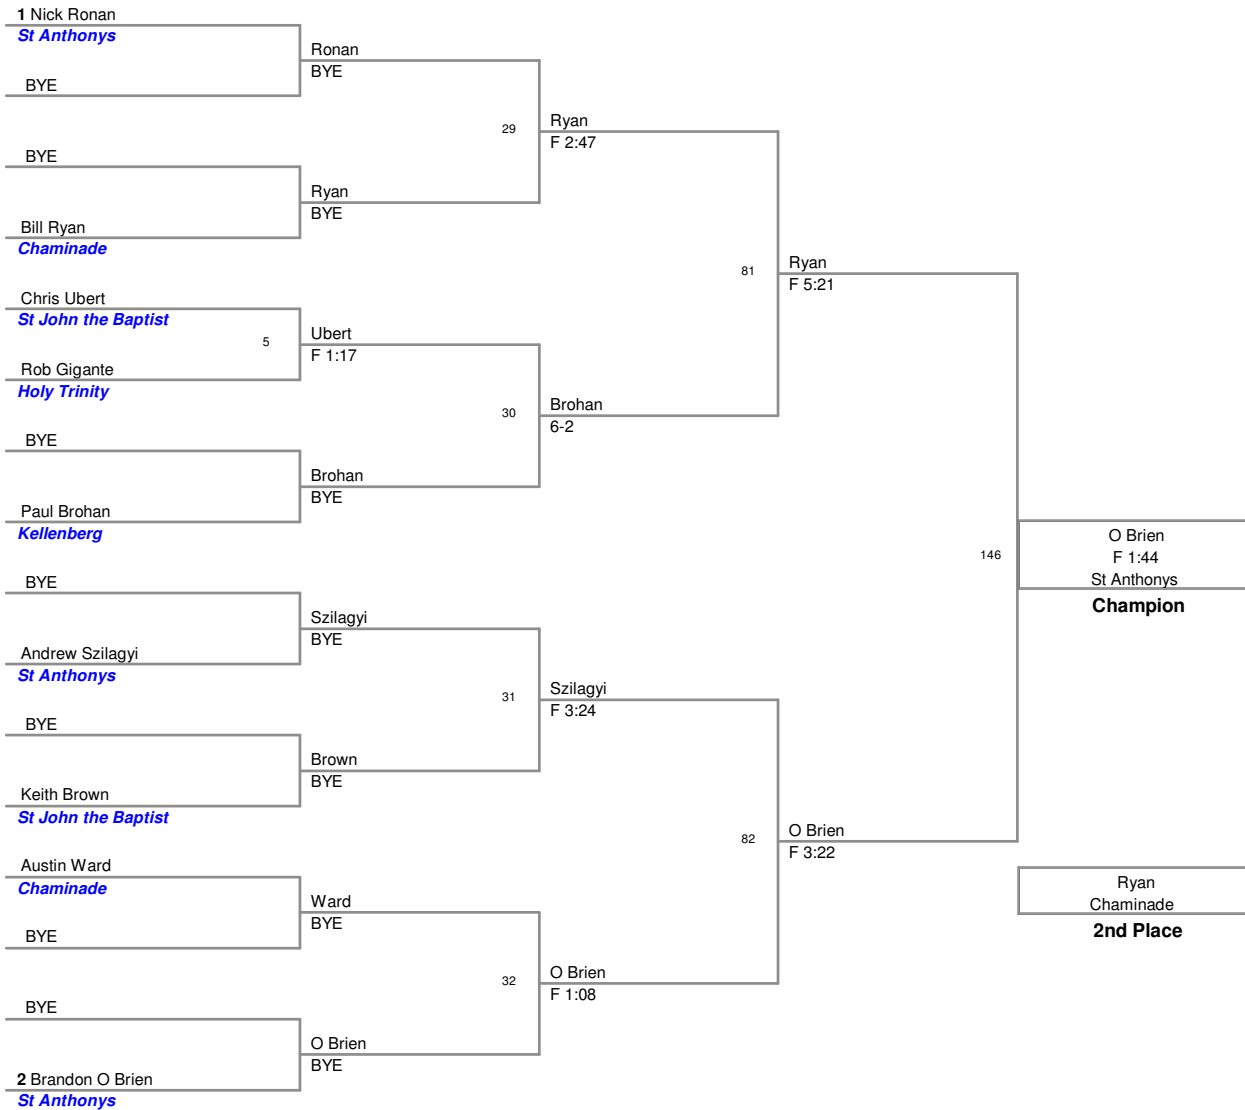 1 Nick Ronan
St Anthonys
Ronan
BYE
BYE
29
Ryan
F 2:47
BYE
Ryan
BYE
Bill Ryan
Chaminade
81
Ryan
F 5:21
Chris Ubert
St John the Baptist
5
Ubert
F 1:17
Rob Gigante
Holy Trinity
30
Brohan
6-2
BYE
Brohan
BYE
Paul Brohan
Kellenberg
146
O Brien
F 1:44
St Anthonys
Champion
BYE
Szilagyi
BYE
Andrew Szilagyi
St Anthonys
31
Szilagyi
F 3:24
BYE
Brown
BYE
Keith Brown
St John the Baptist
82
O Brien
F 3:22
Austin Ward
Chaminade
Ryan
Chaminade
2nd Place
Ward
BYE
BYE
32
O Brien
F 1:08
BYE
O Brien
BYE
2 Brandon O Brien
St Anthonys